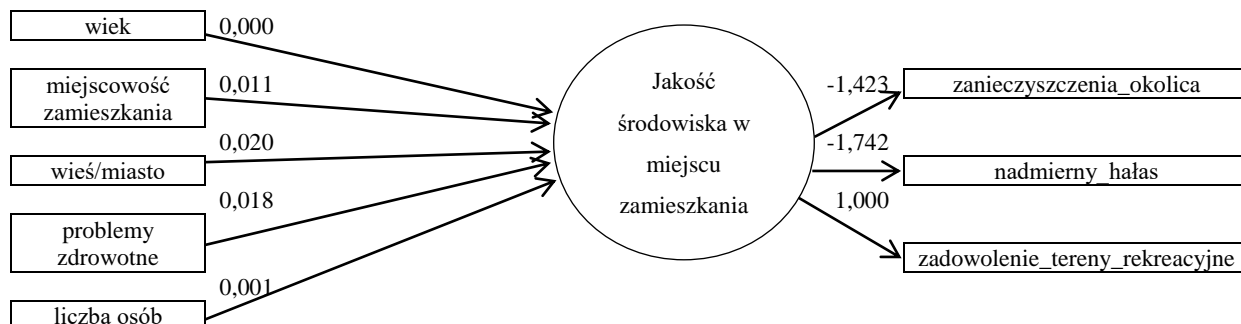 wiek
0,000
miejscowość
zamieszkania
0,011
wieś/miasto
0,020
problemy
zdrowotne
0,018
liczba osób
0,001
Jakość
środowiska w
miejscu
zamieszkania
-1,423
zanieczyszczenia_okolica
-1,742
nadmierny_hałas
1,000
zadowolenie_tereny_rekreacyjne